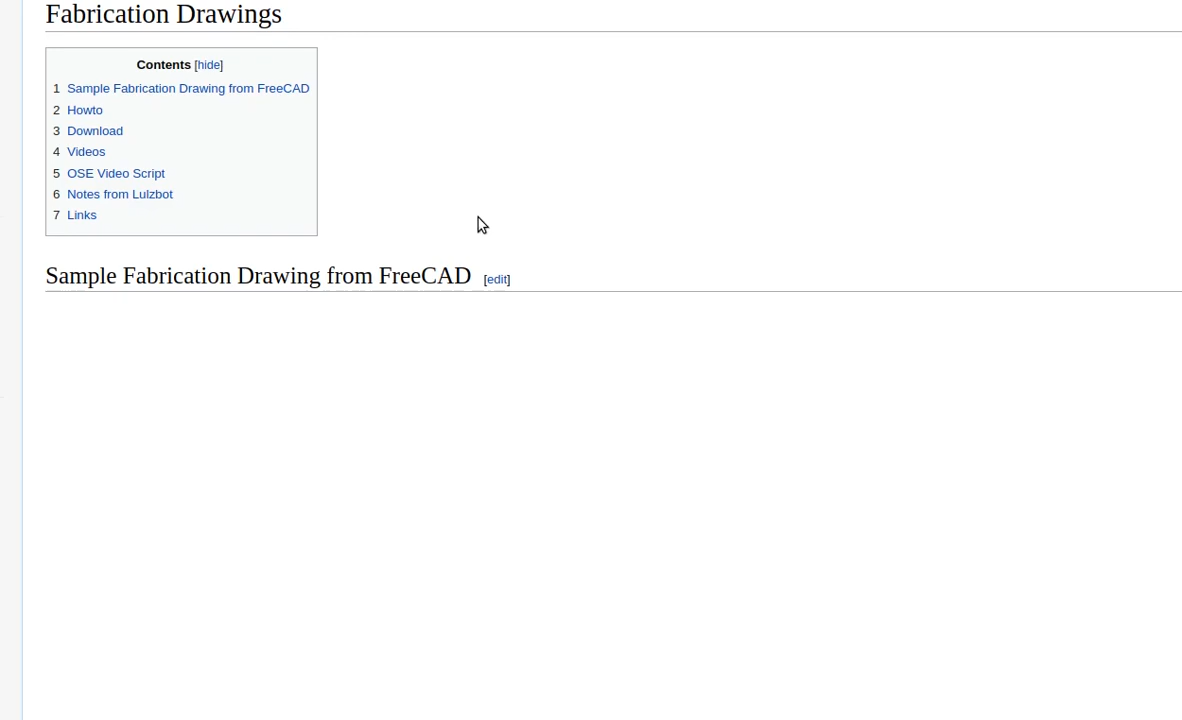 Fabrication Drawings
Contents [hide]
1 Sample Fabrication Drawing from FreeCAD
2 Howto
3 Download
4 Videos
5 OSE Video Script
6 Notes from Lulzbot
7 Links
Sample Fabrication Drawing from FreeCAD [edit]